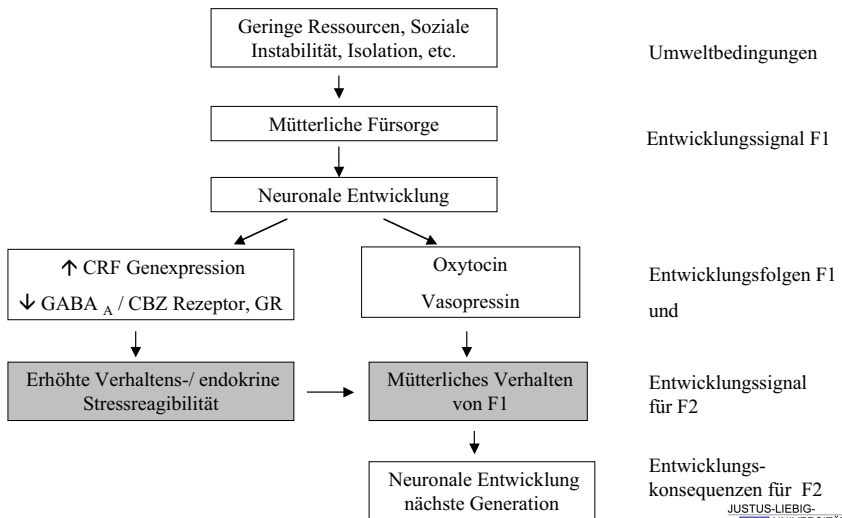 Geringe Ressourcen, Soziale
Instabilität, Isolation, etc.
Umweltbedingungen
Mütterliche Fürsorge
Entwicklungssignal F1
Neuronale Entwicklung
↑ CRF Genexpression
↓ GABA A / CBZ Rezeptor, GR
Oxytocin
Vasopressin
Entwicklungsfolgen F1
und
Erhöhte Verhaltens-/ endokrine
Stressreagibilität
Mütterliches Verhalten
von F1
Entwicklungssignal
für F2
Neuronale Entwicklung
nächste Generation
Entwicklungs-
konsequenzen für F2
JUSTUS-LIEBIG-